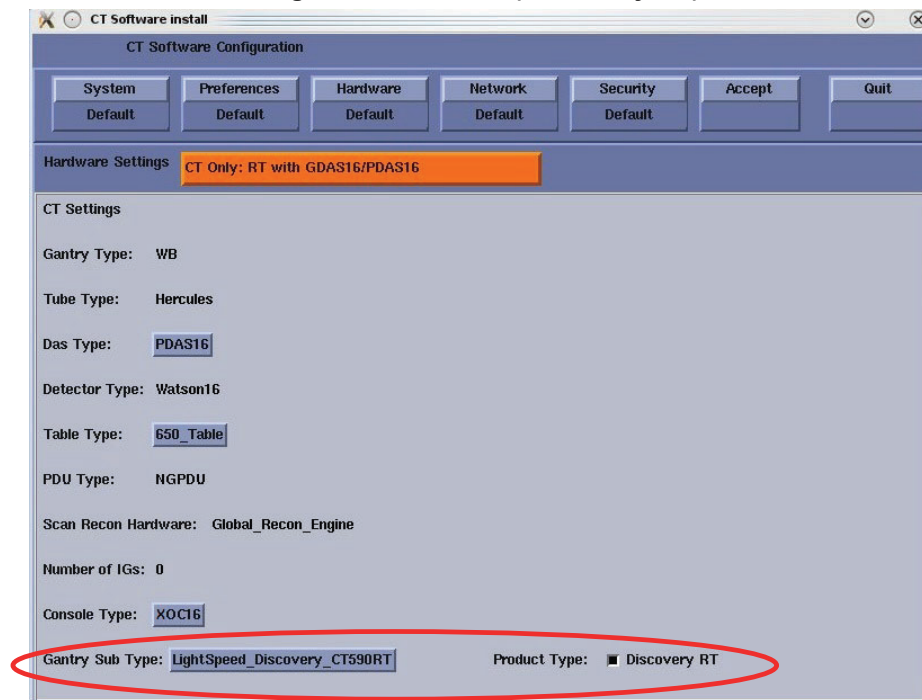 CT Software install
CT Software Configuration
System Preferences Hardware Network Security Accept Quit
Default Default Default Default Default
Hardware Settings CT Only: RT with GDAS16/PDAS16
CT Settings
Gantry Type: WB
Tube Type: Hercules
Das Type: PDAS16
Detector Type: Watson16
Table Type: 650_Table
PDU Type: NGPDU
Scan Recon Hardware: Global_Recon_Engine
Number of IGs: 0
Console Type: XOC16
Gantry Sub Type: LightSpeed_Discovery_CT590RT Product Type: Discovery RT